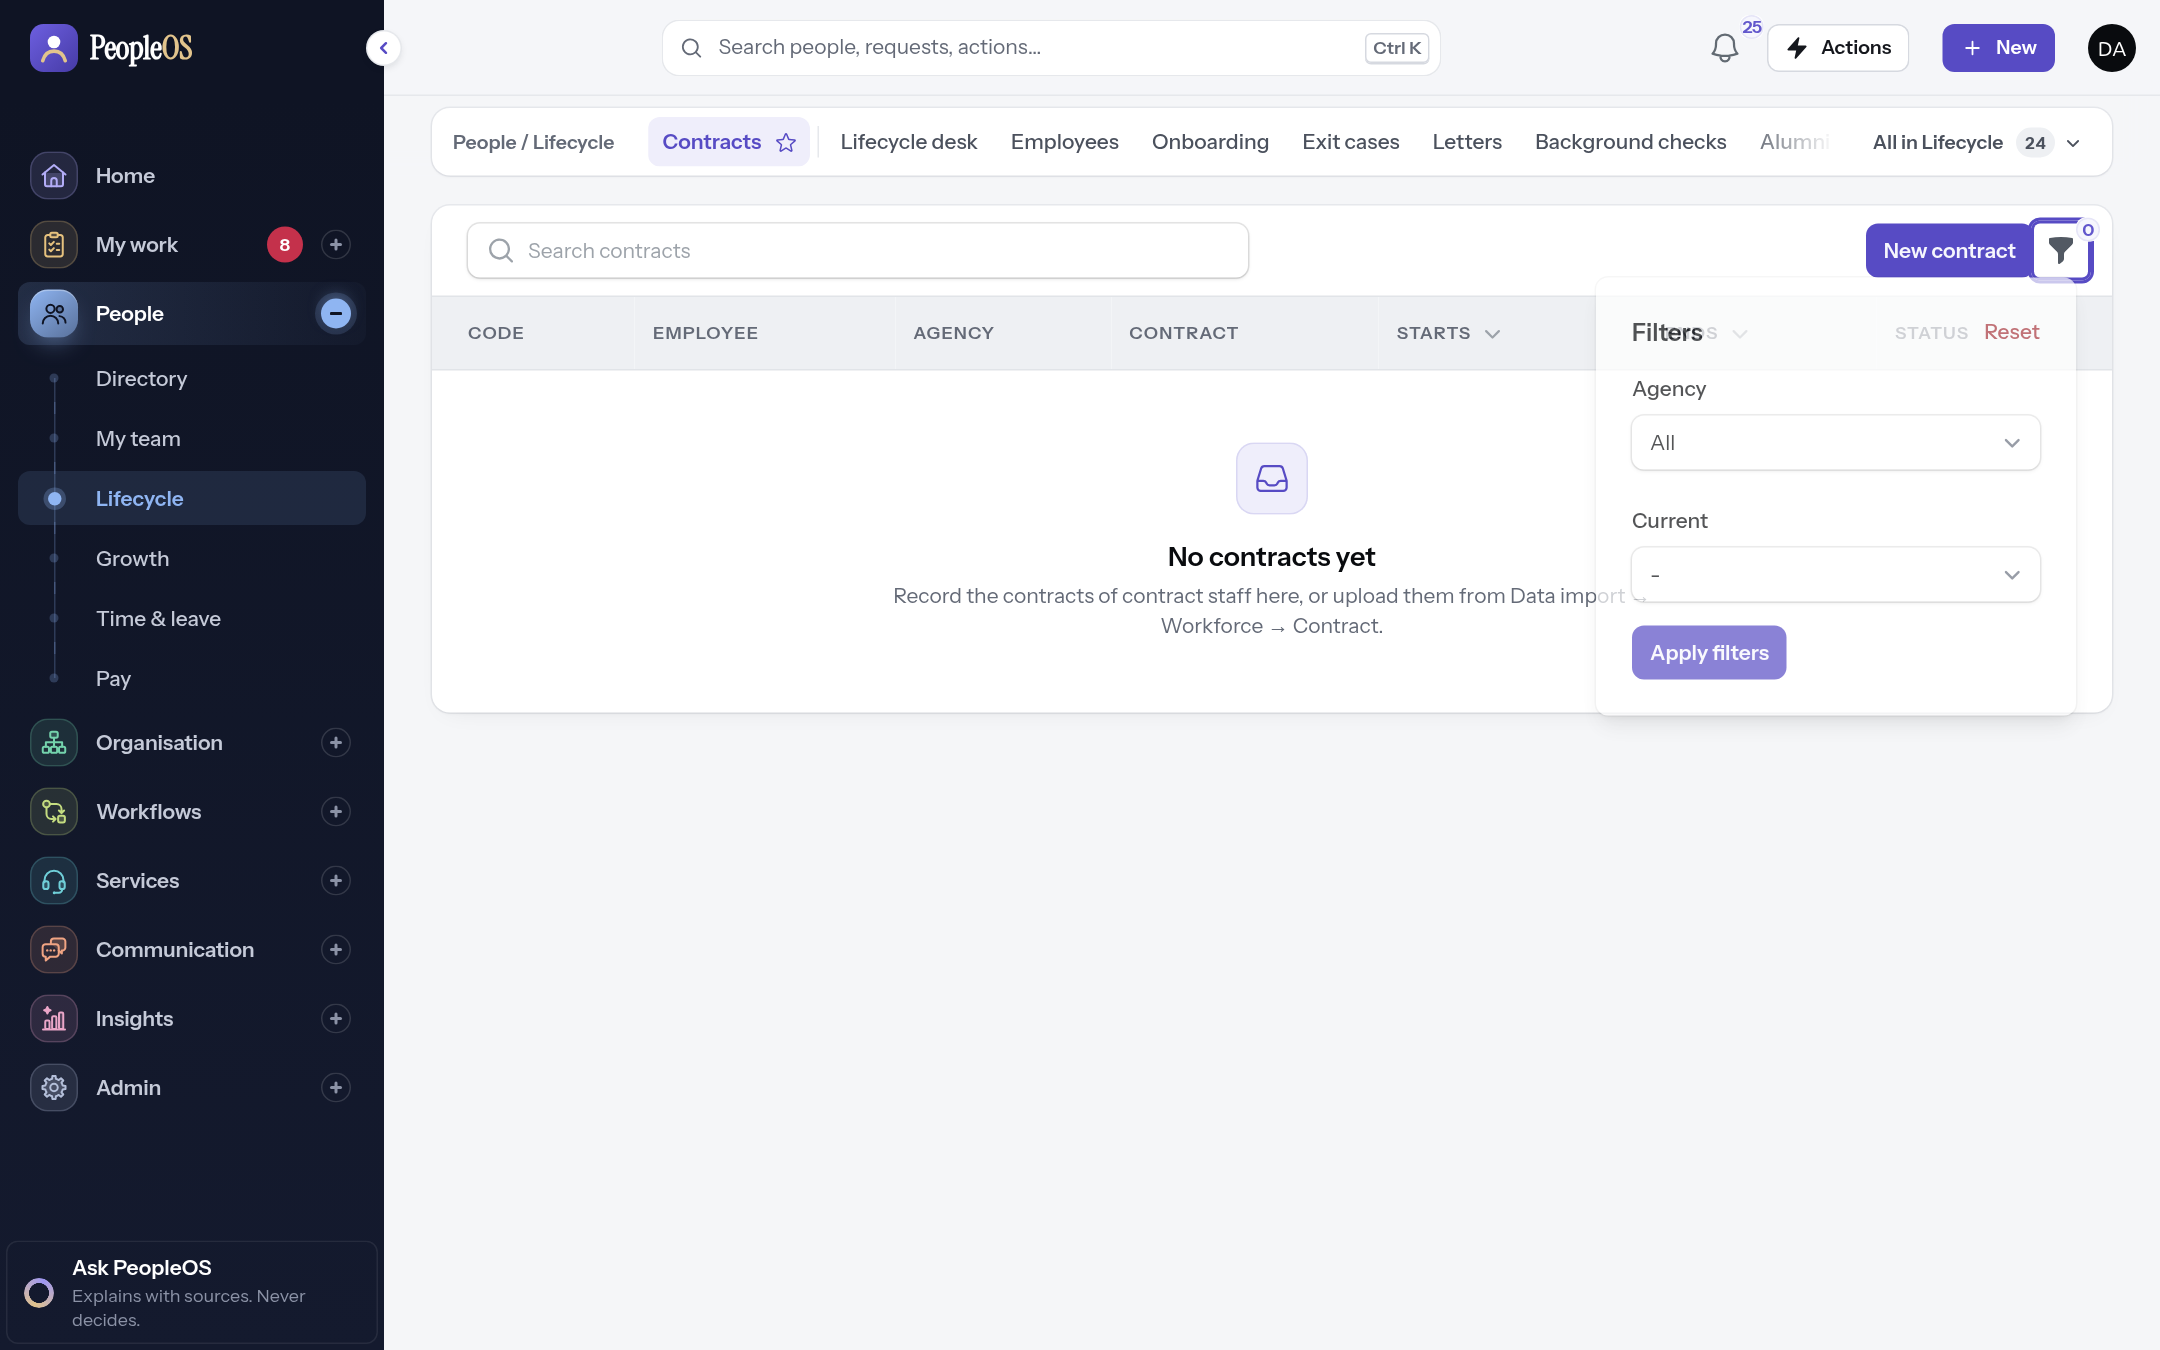 PeopleOS
Search people, requests, actions...
Ctrl K
25
Actions
New
DA
Home
My work
8
People
Directory
My team
Lifecycle
Growth
Time & leave
Pay
Organisation
Workflows
Services
Communication
Insights
Admin
Ask PeopleOS
Explains with sources. Never
decides.
People / Lifecycle
Contracts
Lifecycle desk
Employees
Onboarding
Exit cases
Letters
Background checks
Alumni
All in Lifecycle
24
Search contracts
New contract
0
CODE
EMPLOYEE
AGENCY
CONTRACT
STARTS
STATUS
No contracts yet
Record the contracts of contract staff here, or upload them from Data import →
Workforce → Contract.
Filters
Reset
Agency
All
Current
-
Apply filters